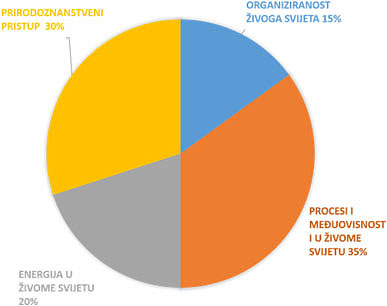 ORGANIZIRANOST
ŽIVOGA SVIJETA 15%
PRIRODOZNANSTVENI
PRISTUP 30%
PROCESI I
MEĐUOVISNOST
I U ŽIVOME
SVIJETU 35%
ENERGIJA U
ŽIVOME SVIJETU
20%